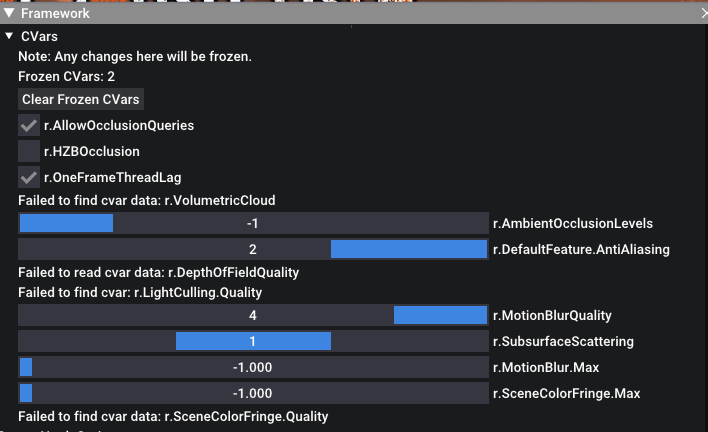 Framework
CVars
Note: Any changes here will be frozen.
Frozen CVars: 2
Clear Frozen CVars
r.AllowOcclusionQueries
r.HZBOcclusion
r.OneFrameThreadLag
Failed to find cvar data: r.VolumetricCloud
-1 r.AmbientOcclusionLevels
2 r.DefaultFeature.AntiAliasing
Failed to read cvar data: r.DepthOfFieldQuality
Failed to find cvar: r.LightCulling.Quality
4 r.MotionBlurQuality
1 r.SubsurfaceScattering
-1.000 r.MotionBlur.Max
-1.000 r.SceneColorFringe.Max
Failed to find cvar data: r.SceneColorFringe.Quality